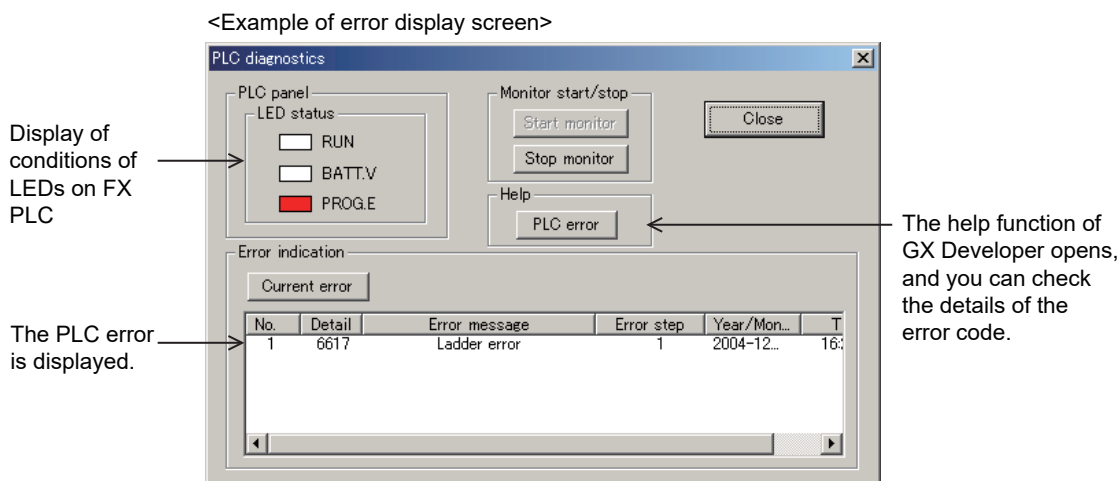 <Example of error display screen>
PLC diagnostics
PLC panel
LED status
RUN
BATT.V
PROG.E
Monitor start/stop
Start monitor
Stop monitor
Close
Help
PLC error
Display of
conditions of
LEDs on FX
PLC
The help function of
GX Developer opens,
and you can check
the details of the
error code.
Error indication
Current error
No. Detail Error message Error step Year/Mon... T
1 6617 Ladder error 1 2004-12... 16:
The PLC error
is displayed.